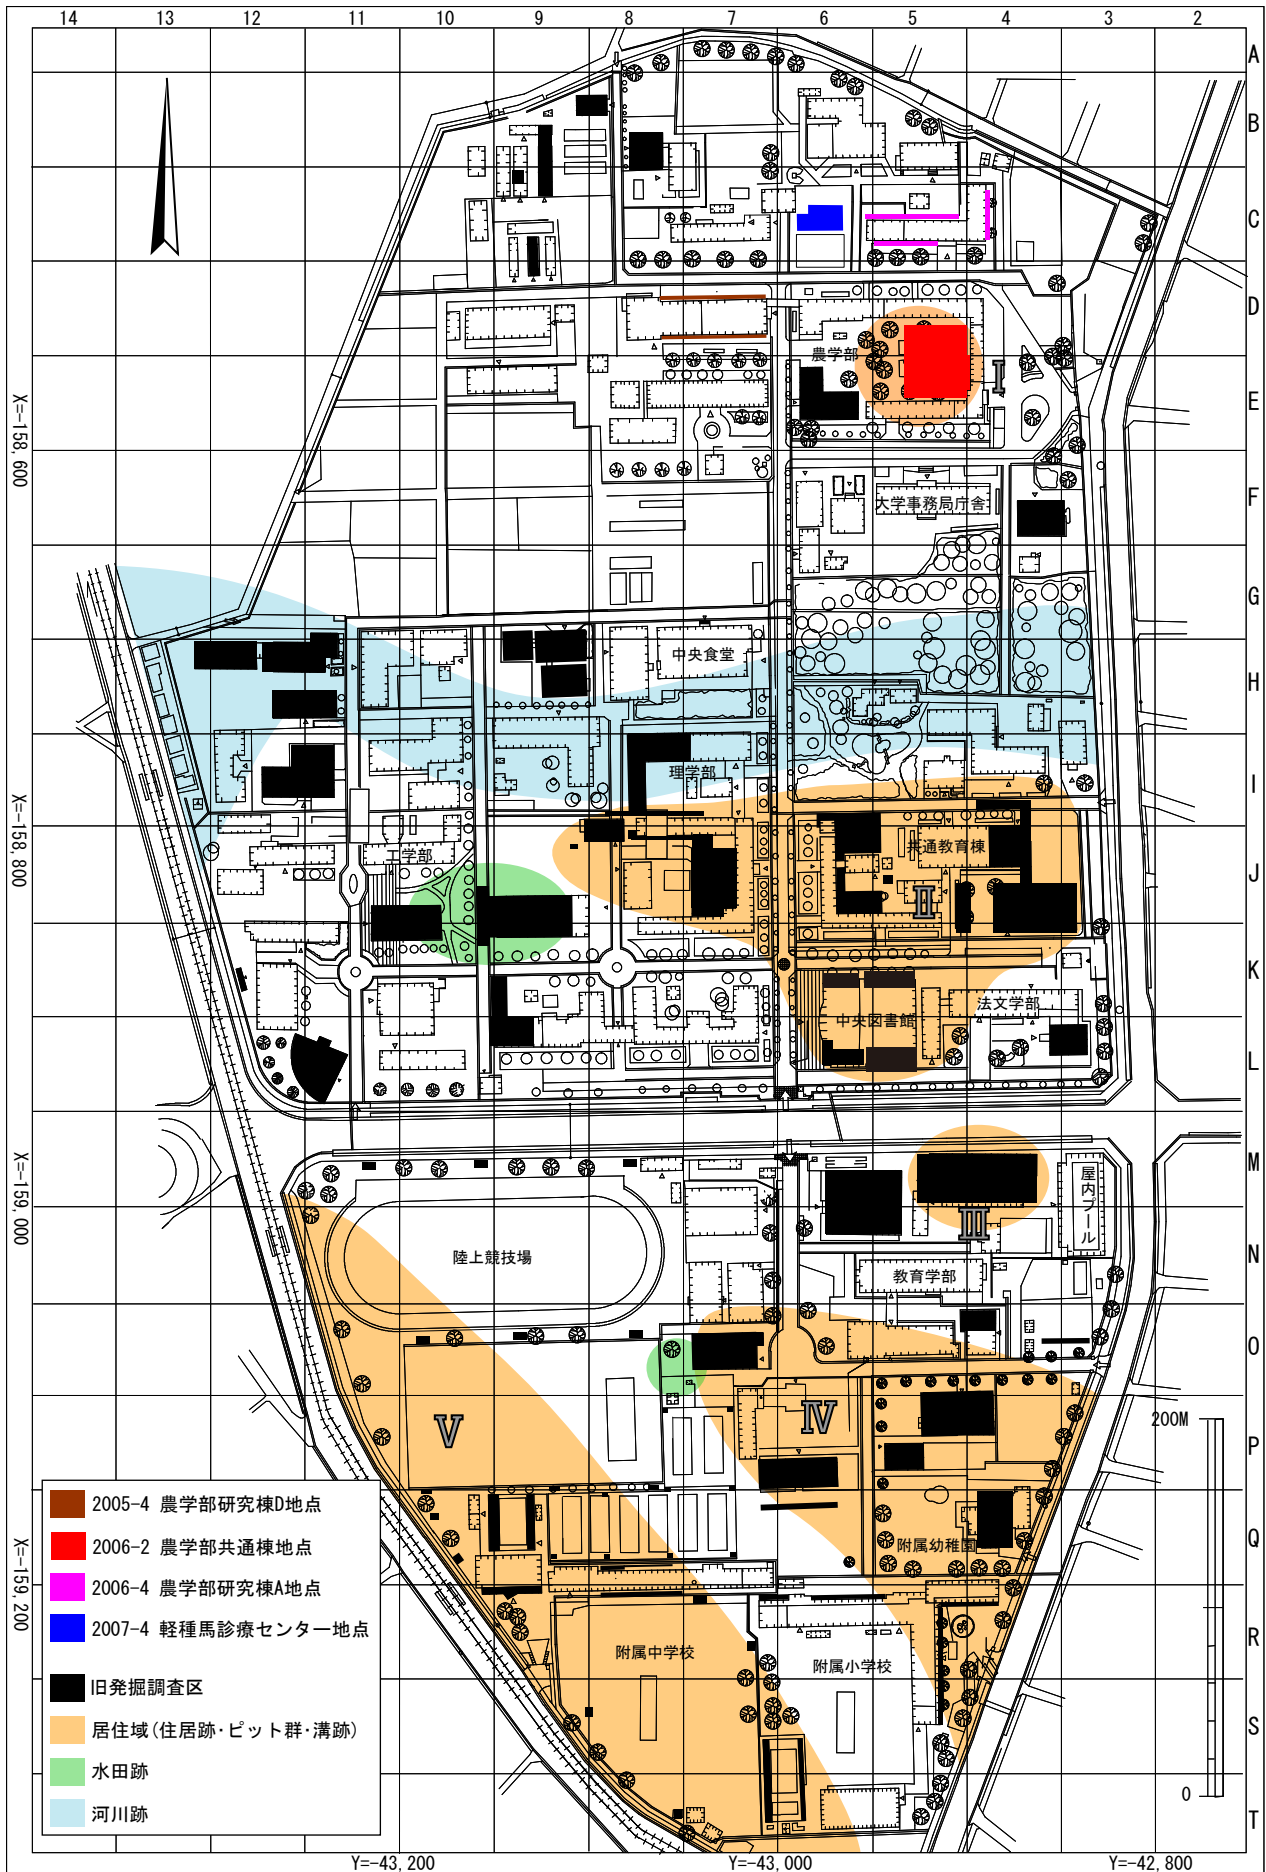 14 13 12 11 10 9 8 7 6 5 4 3 2
A
B
C
D
農学部
I
E
X=-158,600
大学事務局庁舎
F
G
中央食堂
H
理学部
I
X=-158,800
工学部
共通教育棟
J
II
K
法文学部
中央図書館
L
X=-159,000
M
屋内プール
III
陸上競技場
N
教育学部
O
V
IV
200M
P
2005-4 農学部研究棟D地点
2006-2 農学部共通棟地点
X=-159,200
附属幼稚園
Q
2006-4 農学部研究棟A地点
2007-4 軽種馬診療センター地点
附属中学校
附属小学校
R
旧発掘調査区
居住域(住居跡・ピット群・溝跡)
S
水田跡
0
河川跡
T
Y=-43,200 Y=-43,000 Y=-42,800